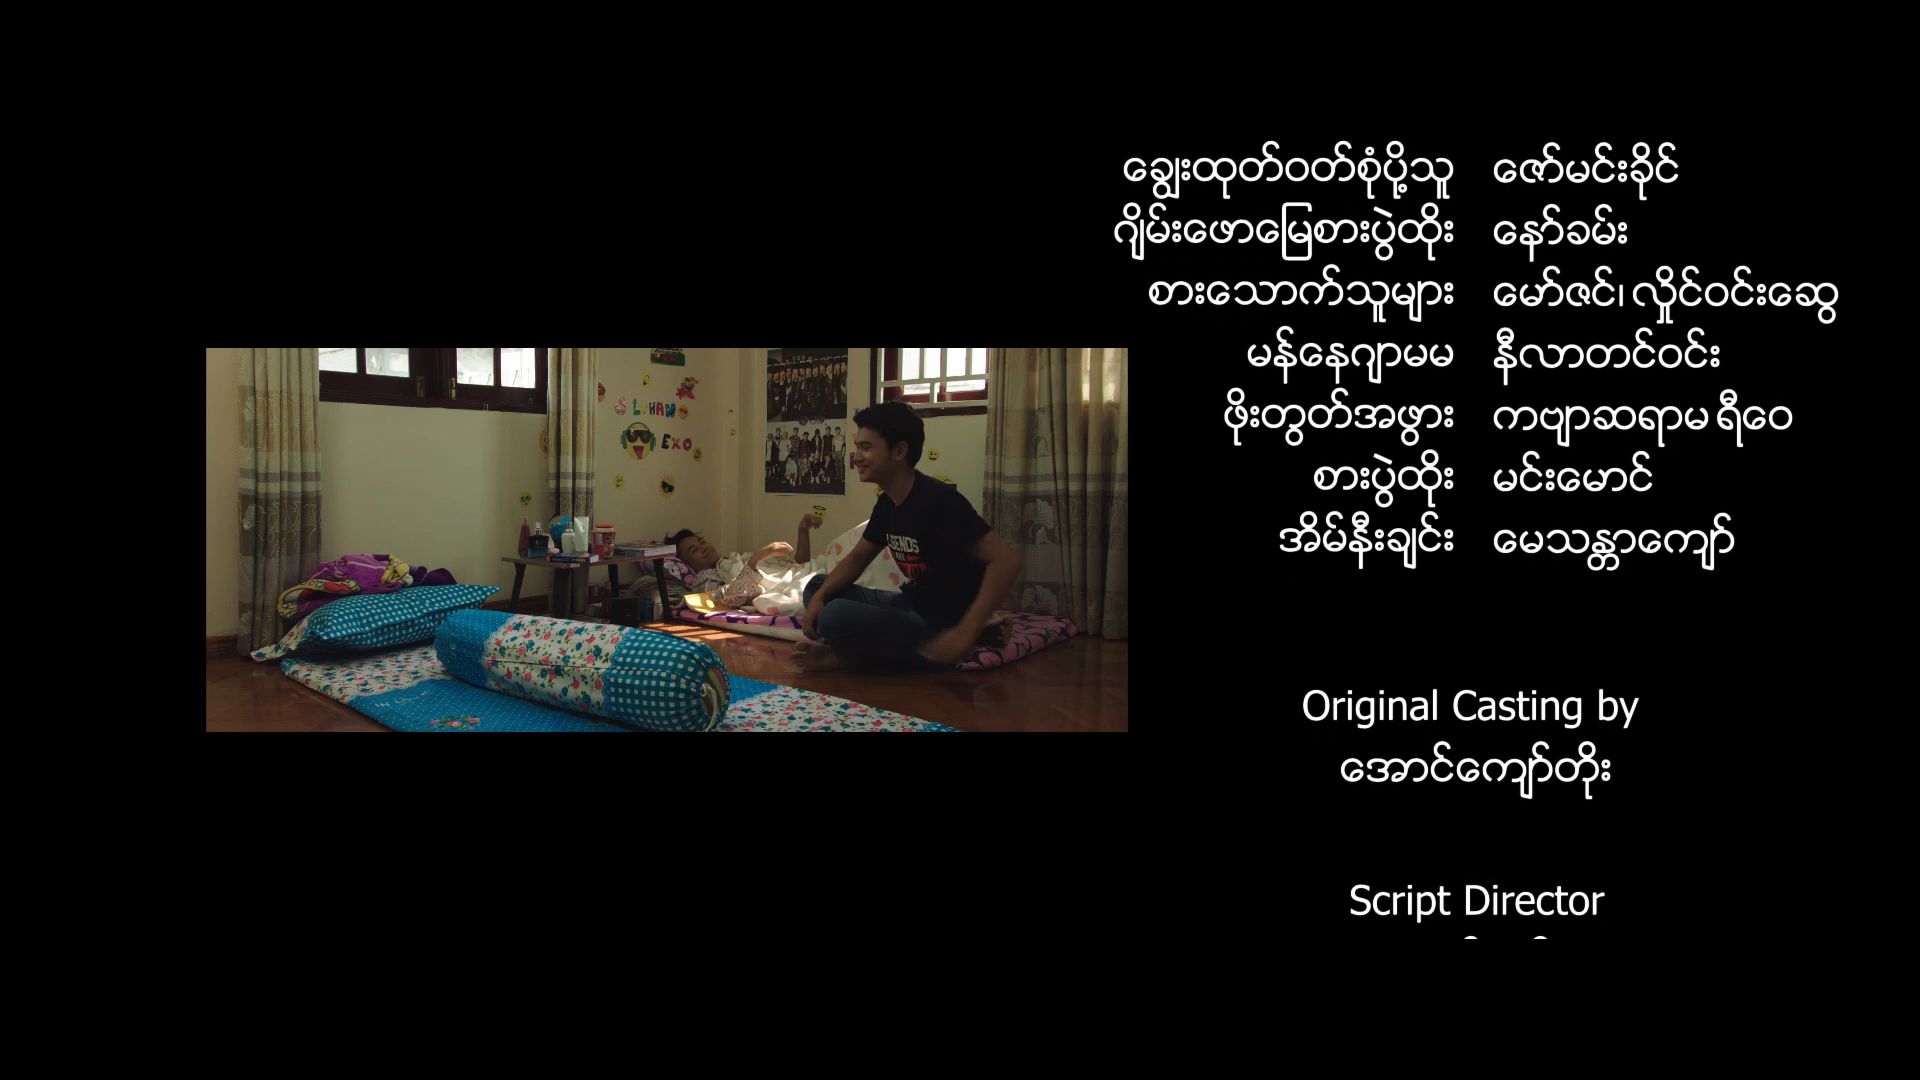 ချွေးထုတ်ဝတ်စုံပို့သူ ဇော်မင်းခိုင်
ဂျိမ်းဖောမြေစားပွဲထိုး နော်ခမ်း
စားသောက်သူများ မော်ဇင်၊ လှိုင်ဝင်းဆွေ
မန်နေဂျာမမ နီလာတင်ဝင်း
ဖိုးတွတ်အဖွား ကဗျာဆရာမ ရီဝေ
စားပွဲထိုး မင်းမောင်
အိမ်နီးချင်း မေသန္တာကျော်
Original Casting by
အောင်ကျော်တိုး
Script Director
LUHAN
EXO
LEGENDS
ARE